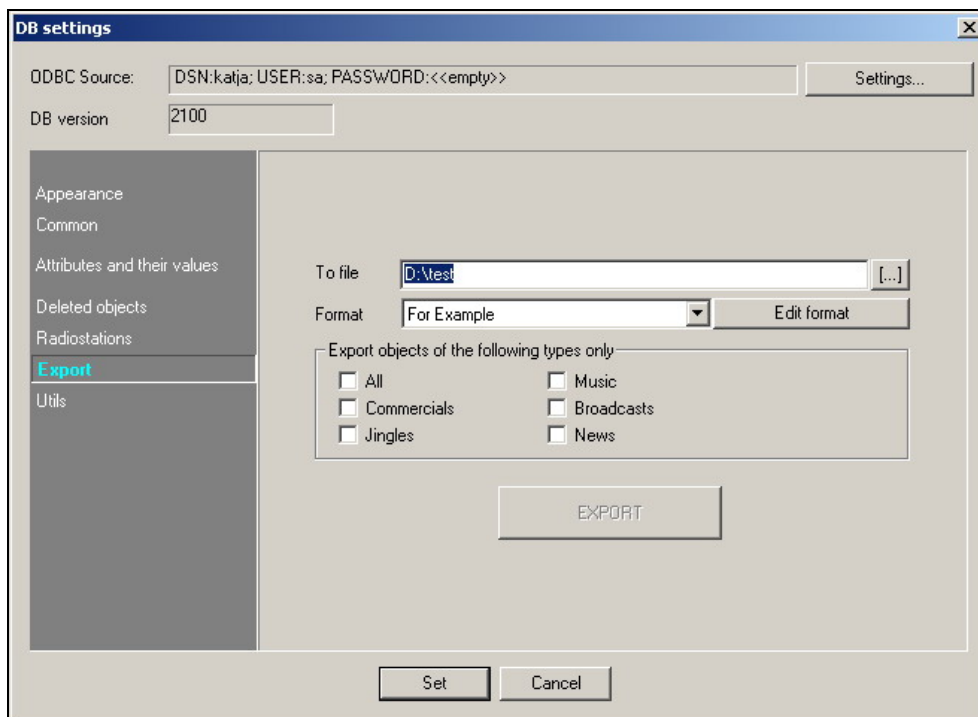 DB settings
ODBC Source: DSN:katja; USER:sa; PASSWORD:<<empty>> Settings...
DB version 2100
Appearance
Common
Attributes and their values
Deleted objects
Radiostations
Export
Utils
To file D:\test [...]
Format For Example Edit format
Export objects of the following types only
All Music
Commercials Broadcasts
Jingles News
EXPORT
Set Cancel